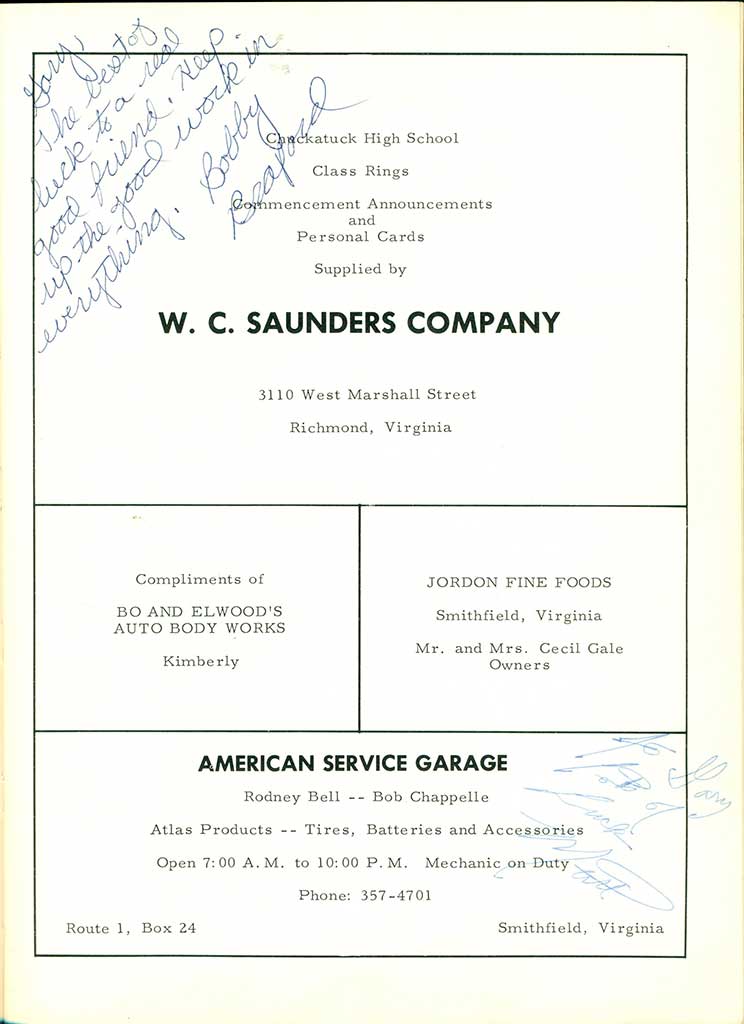 Gary,
The best of
luck to a real
good friend. Keep
up the good work in
everything. Bobby
Chuckatuck High School
Class Rings
Commencement Announcements
and
Personal Cards
Supplied by
W. C. SAUNDERS COMPANY
3110 West Marshall Street
Richmond, Virginia
Compliments of
BO AND ELWOOD'S
AUTO BODY WORKS
Kimberly
JORDON FINE FOODS
Smithfield, Virginia
Mr. and Mrs. Cecil Gale
Owners
To Gary
luck
AMERICAN SERVICE GARAGE
Rodney Bell -- Bob Chappelle
Atlas Products -- Tires, Batteries and Accessories
Open 7:00 A.M. to 10:00 P.M. Mechanic on Duty
Phone: 357-4701
Route 1, Box 24
Smithfield, Virginia